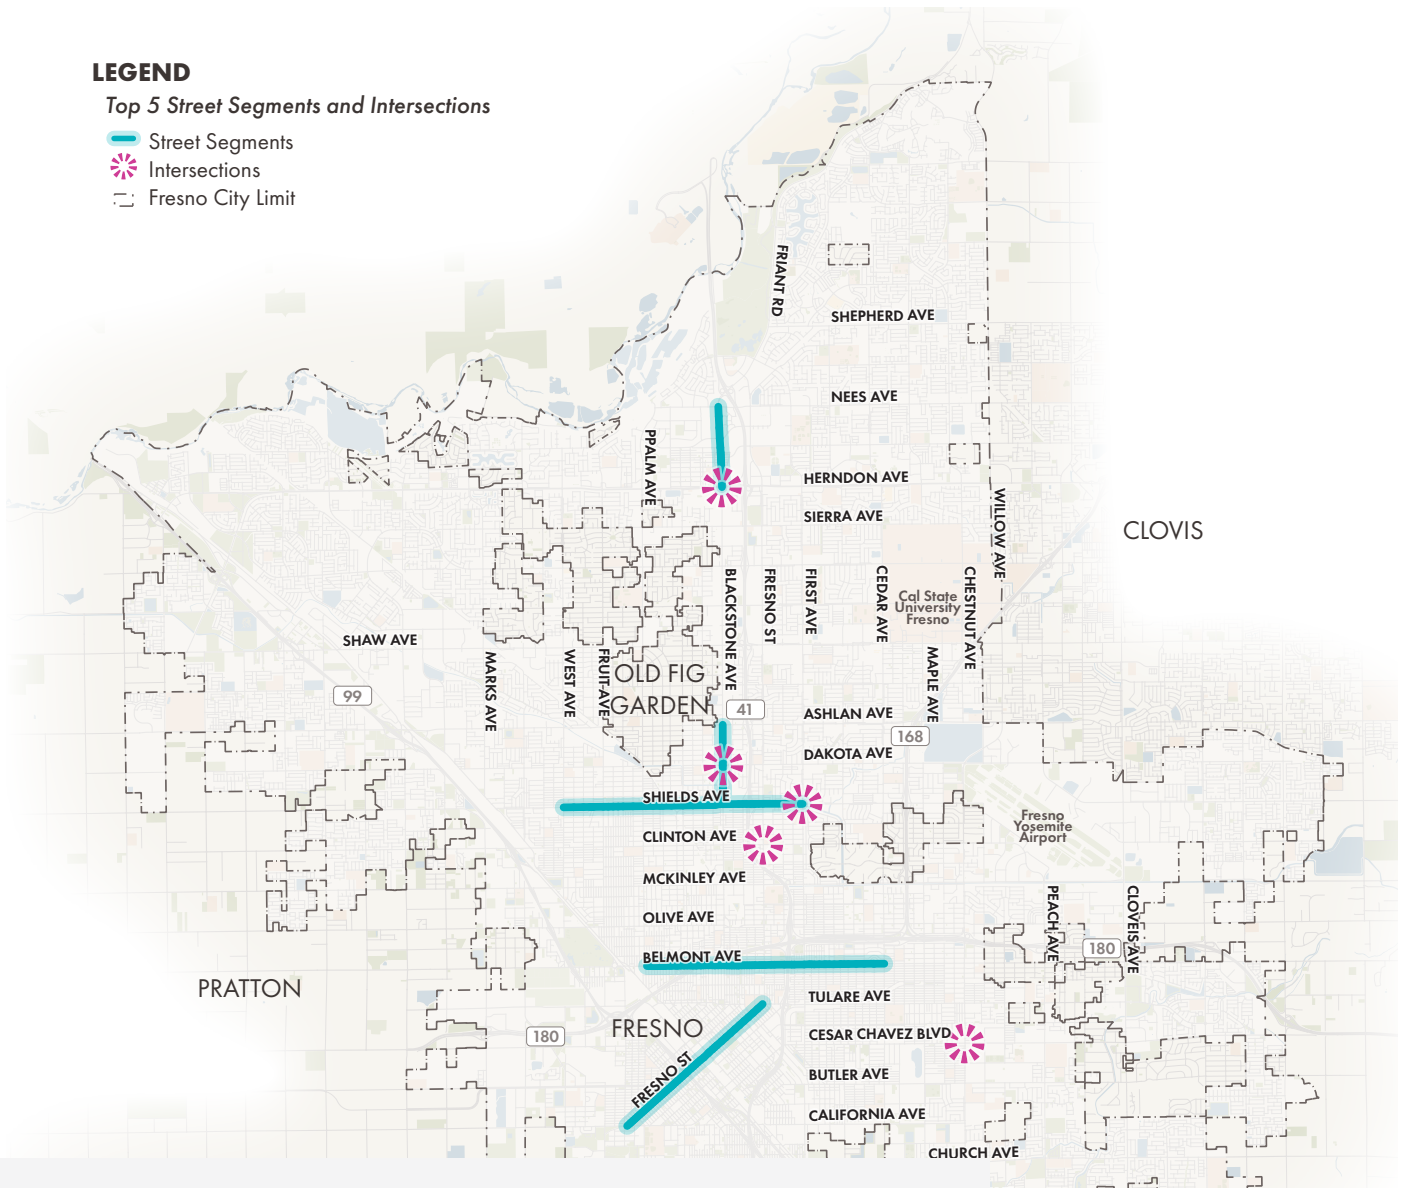 LEGEND
Top 5 Street Segments and Intersections
Street Segments
Intersections
Fresno City Limit
FRIANT RD
SHEPHERD AVE
NEES AVE
PPALM AVE
HERNDON AVE
SIERRA AVE
WILLOW AVE
CLOVIS
BLACKSTONE AVE
FRESNO ST
FIRST AVE
CEDAR AVE
CHESTNUT AVE
Cal State
University
Fresno
SHAW AVE
MARKS AVE
WEST AVE
FRUIT AVE
MAPLE AVE
OLD FIG
GARDEN
99
41
ASHLAN AVE
168
DAKOTA AVE
SHIELDS AVE
CLINTON AVE
Fresno
Yosemite
Airport
MCKINLEY AVE
PEACH AVE
CLOVEIS AVE
OLIVE AVE
BELMONT AVE
180
PRATTON
TULARE AVE
FRESNO
180
CESAR CHAVEZ BLVD
FRESNO ST
BUTLER AVE
CALIFORNIA AVE
CHURCH AVE